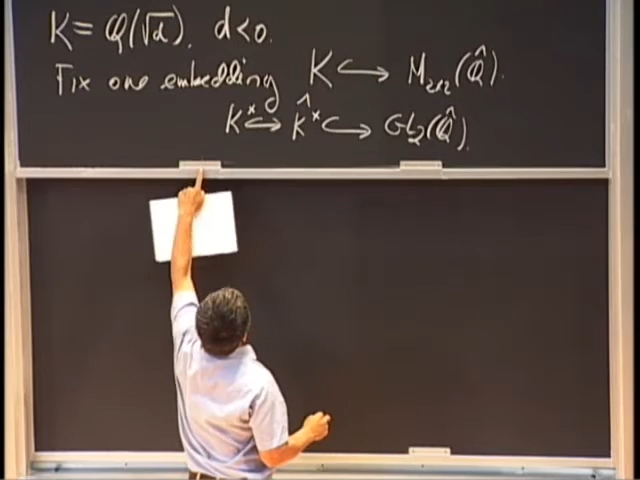 K = Q(√d), d<0.
Fix one embedding K ↪ M₂ₓ₂(Q̂).
K^× ↪ K̂^× ↪ GL₂(Q̂).